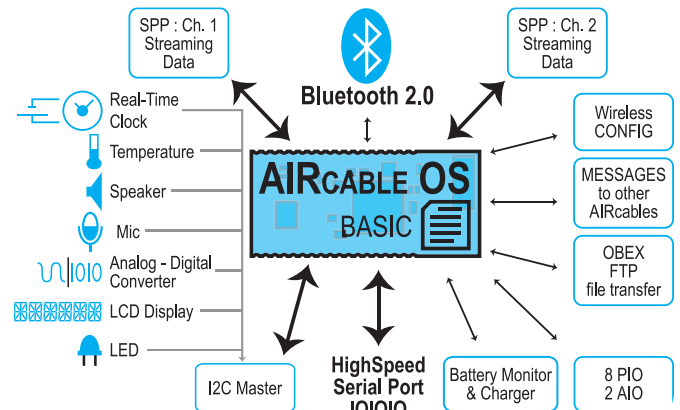 SPP : Ch. 1
Streaming
Data
Bluetooth 2.0
SPP : Ch. 2
Streaming
Data
Real-Time
Clock
Temperature
Speaker
Mic
Analog - Digital
Converter
LCD Display
LED
AIRCABLE OS
BASIC
Wireless
CONFIG
MESSAGES
to other
AIRcables
OBEX
FTP
file transfer
I2C Master
HighSpeed
Serial Port
IOIOIO
Battery Monitor
& Charger
8 PIO
2 AIO
IOIO